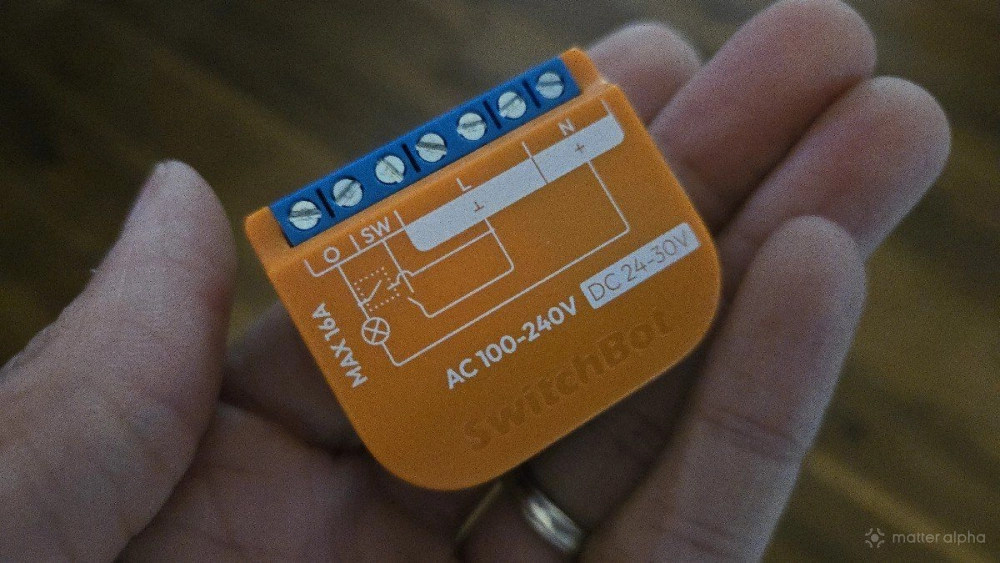 O SW L N
⊥ +
MAX 16A
AC 100-240V DC 24-30V
SwitchBot
matter alpha